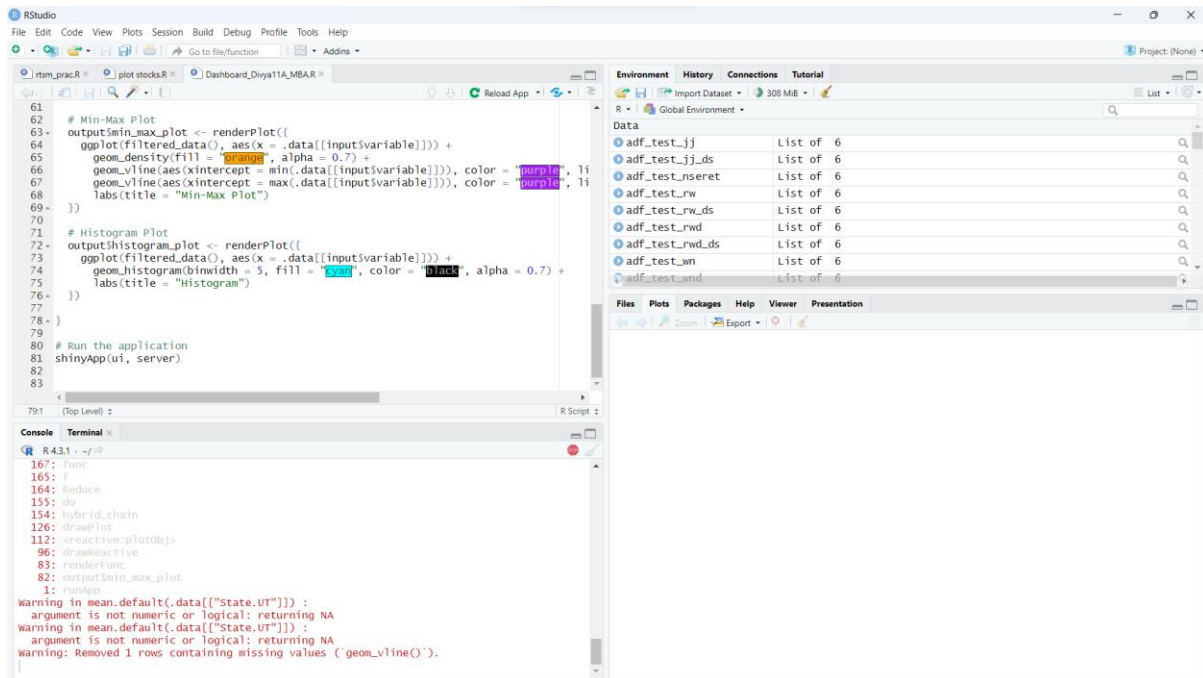 RStudio
File Edit Code View Plots Session Build Debug Profile Tools Help
Go to file/function Addins Project: (None)
rtsm_prac.R plot stocks.R Dashboard_Divya11A_MBA.R
Reload App
61
62 # Min-Max Plot
63 output$min_max_plot <- renderPlot({
64 ggplot(filtered_data(), aes(x = .data[[input$variable]])) +
65 geom_density(fill = "orange", alpha = 0.7) +
66 geom_vline(aes(xintercept = min(.data[[input$variable]])), color = "purple", li
67 geom_vline(aes(xintercept = max(.data[[input$variable]])), color = "purple", li
68 labs(title = "Min-Max Plot")
69 })
70
71 # Histogram Plot
72 output$histogram_plot <- renderPlot({
73 ggplot(filtered_data(), aes(x = .data[[input$variable]])) +
74 geom_histogram(binwidth = 5, fill = "cyan", color = "black", alpha = 0.7) +
75 labs(title = "Histogram")
76 })
77
78 }
79
80 # Run the application
81 shinyApp(ui, server)
82
83
79:1 (Top Level) R Script
Console Terminal
R 4.3.1 · ~/
167: func
165: f
164: Reduce
155: do
154: hybrid_chain
126: drawPlot
112: <reactive:plotObj>
96: drawReactive
83: renderFunc
82: output$min_max_plot
1: runApp
Warning in mean.default(.data[["State.UT"]]) :
argument is not numeric or logical: returning NA
Warning in mean.default(.data[["State.UT"]]) :
argument is not numeric or logical: returning NA
Warning: Removed 1 rows containing missing values (`geom_vline()`).
Environment History Connections Tutorial
Import Dataset 308 MiB List
R Global Environment
Data
adf_test_jj List of 6
adf_test_jj_ds List of 6
adf_test_nseret List of 6
adf_test_rw List of 6
adf_test_rw_ds List of 6
adf_test_rwd List of 6
adf_test_rwd_ds List of 6
adf_test_wn List of 6
adf_test_wnd List of 6
Files Plots Packages Help Viewer Presentation
Zoom Export